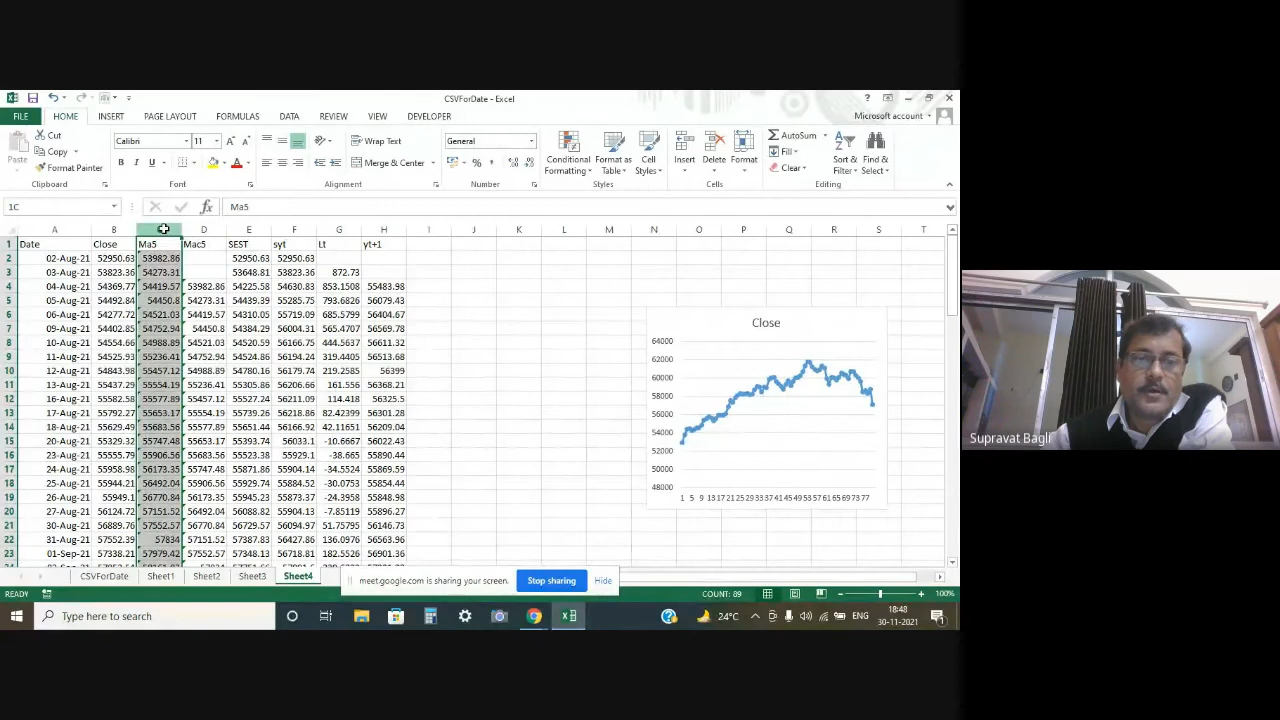 CSVForDate - Excel
FILE HOME INSERT PAGE LAYOUT FORMULAS DATA REVIEW VIEW DEVELOPER Microsoft account
Cut Calibri 11 Wrap Text General AutoSum
Copy Fill
Paste Format Painter Merge & Center Conditional Formatting Format as Table Cell Styles Insert Delete Format Clear Sort & Filter Find & Select
Clipboard Font Alignment Number Styles Cells Editing
1C Ma5
A B D E F G H I J K L M N O P Q R S T
1 Date Close Ma5 Mac5 SEST syt Lt yt+1
2 02-Aug-21 52950.63 53982.86 52950.63 52950.63
3 03-Aug-21 53823.36 54273.31 53648.81 53823.36 872.73
4 04-Aug-21 54369.77 54419.57 53982.86 54225.58 54630.83 853.1508 55483.98
5 05-Aug-21 54492.84 54450.8 54273.31 54439.39 55285.75 793.6826 56079.43
6 06-Aug-21 54277.72 54521.03 54419.57 54310.05 55719.09 685.5799 56404.67
7 09-Aug-21 54402.85 54752.94 54450.8 54384.29 56004.31 565.4707 56569.78
8 10-Aug-21 54554.66 54988.89 54521.03 54520.59 56166.75 444.5637 56611.32
9 11-Aug-21 54525.93 55236.41 54752.94 54524.86 56194.24 319.4405 56513.68
10 12-Aug-21 54843.98 55457.12 54988.89 54780.16 56179.74 219.2585 56399
11 13-Aug-21 55437.29 55554.19 55236.41 55305.86 56206.66 161.556 56368.21
12 16-Aug-21 55582.58 55577.89 55457.12 55527.24 56211.09 114.418 56325.5
13 17-Aug-21 55792.27 55653.17 55554.19 55739.26 56218.86 82.42399 56301.28
14 18-Aug-21 55629.49 55683.56 55577.89 55651.44 56166.92 42.11651 56209.04
15 20-Aug-21 55329.32 55747.48 55653.17 55393.74 56033.1 -10.6667 56022.43
16 23-Aug-21 55555.79 55906.56 55683.56 55523.38 55929.1 -38.665 55890.44
17 24-Aug-21 55958.98 56173.35 55747.48 55871.86 55904.14 -34.5524 55869.59
18 25-Aug-21 55944.21 56492.04 55906.56 55929.74 55884.52 -30.0753 55854.44
19 26-Aug-21 55949.1 56770.84 56173.35 55945.23 55873.37 -24.3958 55848.98
20 27-Aug-21 56124.72 57151.52 56492.04 56088.82 55904.13 -7.85119 55896.27
21 30-Aug-21 56889.76 57552.57 56770.84 56729.57 56094.97 51.75795 56146.73
22 31-Aug-21 57552.39 57834 57151.52 57387.83 56427.86 136.0976 56563.96
23 01-Sep-21 57338.21 57979.42 57552.57 57348.13 56718.81 182.5526 56901.36
Close
64000
62000
60000
58000
56000
54000
52000
50000
48000
1 5 9 13 17 21 25 29 33 37 41 45 49 53 57 61 65 69 73 77
CSVForDate Sheet1 Sheet2 Sheet3 Sheet4
meet.google.com is sharing your screen. Stop sharing Hide
READY COUNT: 89 100%
Type here to search 24°C ENG 18:48 30-11-2021
Supravat Bagli